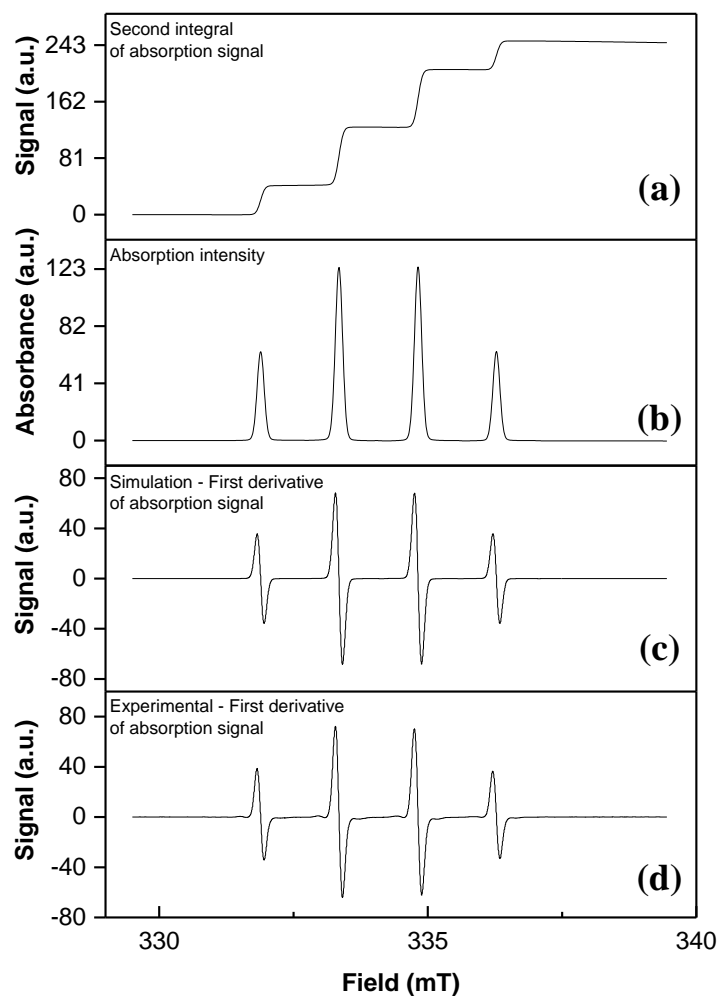 Second integral
of absorption signal
243
162
81
0
Signal (a.u.)
(a)
Absorption intensity
123
82
41
0
Absorbance (a.u.)
(b)
Simulation - First derivative
of absorption signal
80
40
0
-40
-80
Signal (a.u.)
(c)
Experimental - First derivative
of absorption signal
80
40
0
-40
-80
Signal (a.u.)
(d)
330
335
340
Field (mT)